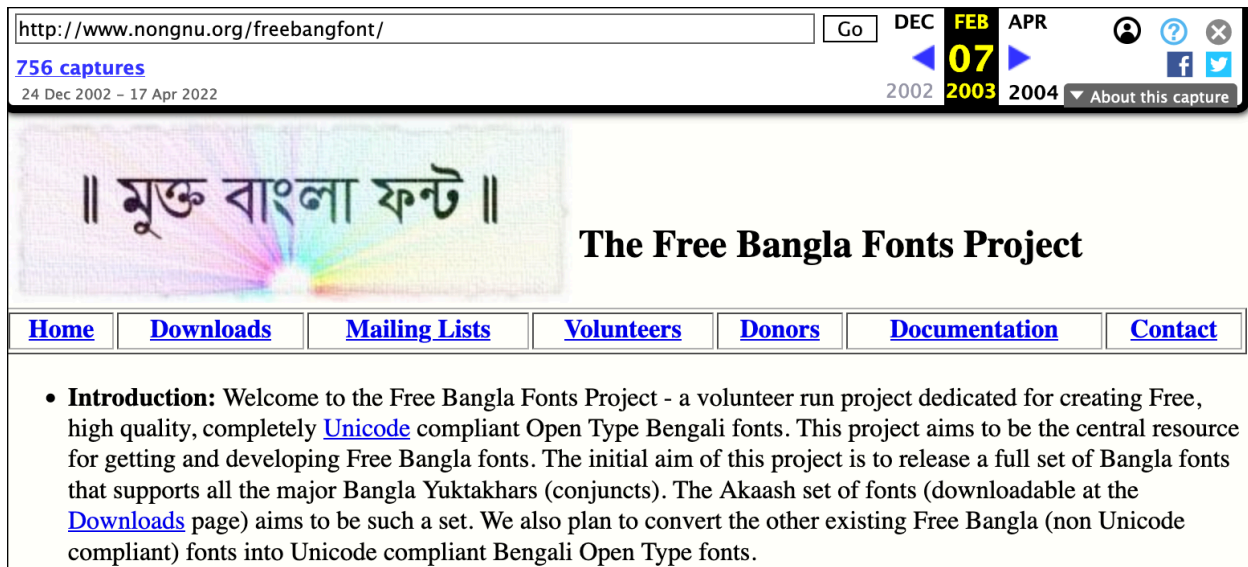 http://www.nongnu.org/freebangfont/ Go DEC FEB APR
756 captures 07
24 Dec 2002 – 17 Apr 2022 2002 2003 2004 ▼ About this capture
॥ মুক্ত বাংলা ফন্ট ॥
The Free Bangla Fonts Project
Home Downloads Mailing Lists Volunteers Donors Documentation Contact
• Introduction: Welcome to the Free Bangla Fonts Project - a volunteer run project dedicated for creating Free,
high quality, completely Unicode compliant Open Type Bengali fonts. This project aims to be the central resource
for getting and developing Free Bangla fonts. The initial aim of this project is to release a full set of Bangla fonts
that supports all the major Bangla Yuktakhars (conjuncts). The Akaash set of fonts (downloadable at the
Downloads page) aims to be such a set. We also plan to convert the other existing Free Bangla (non Unicode
compliant) fonts into Unicode compliant Bengali Open Type fonts.